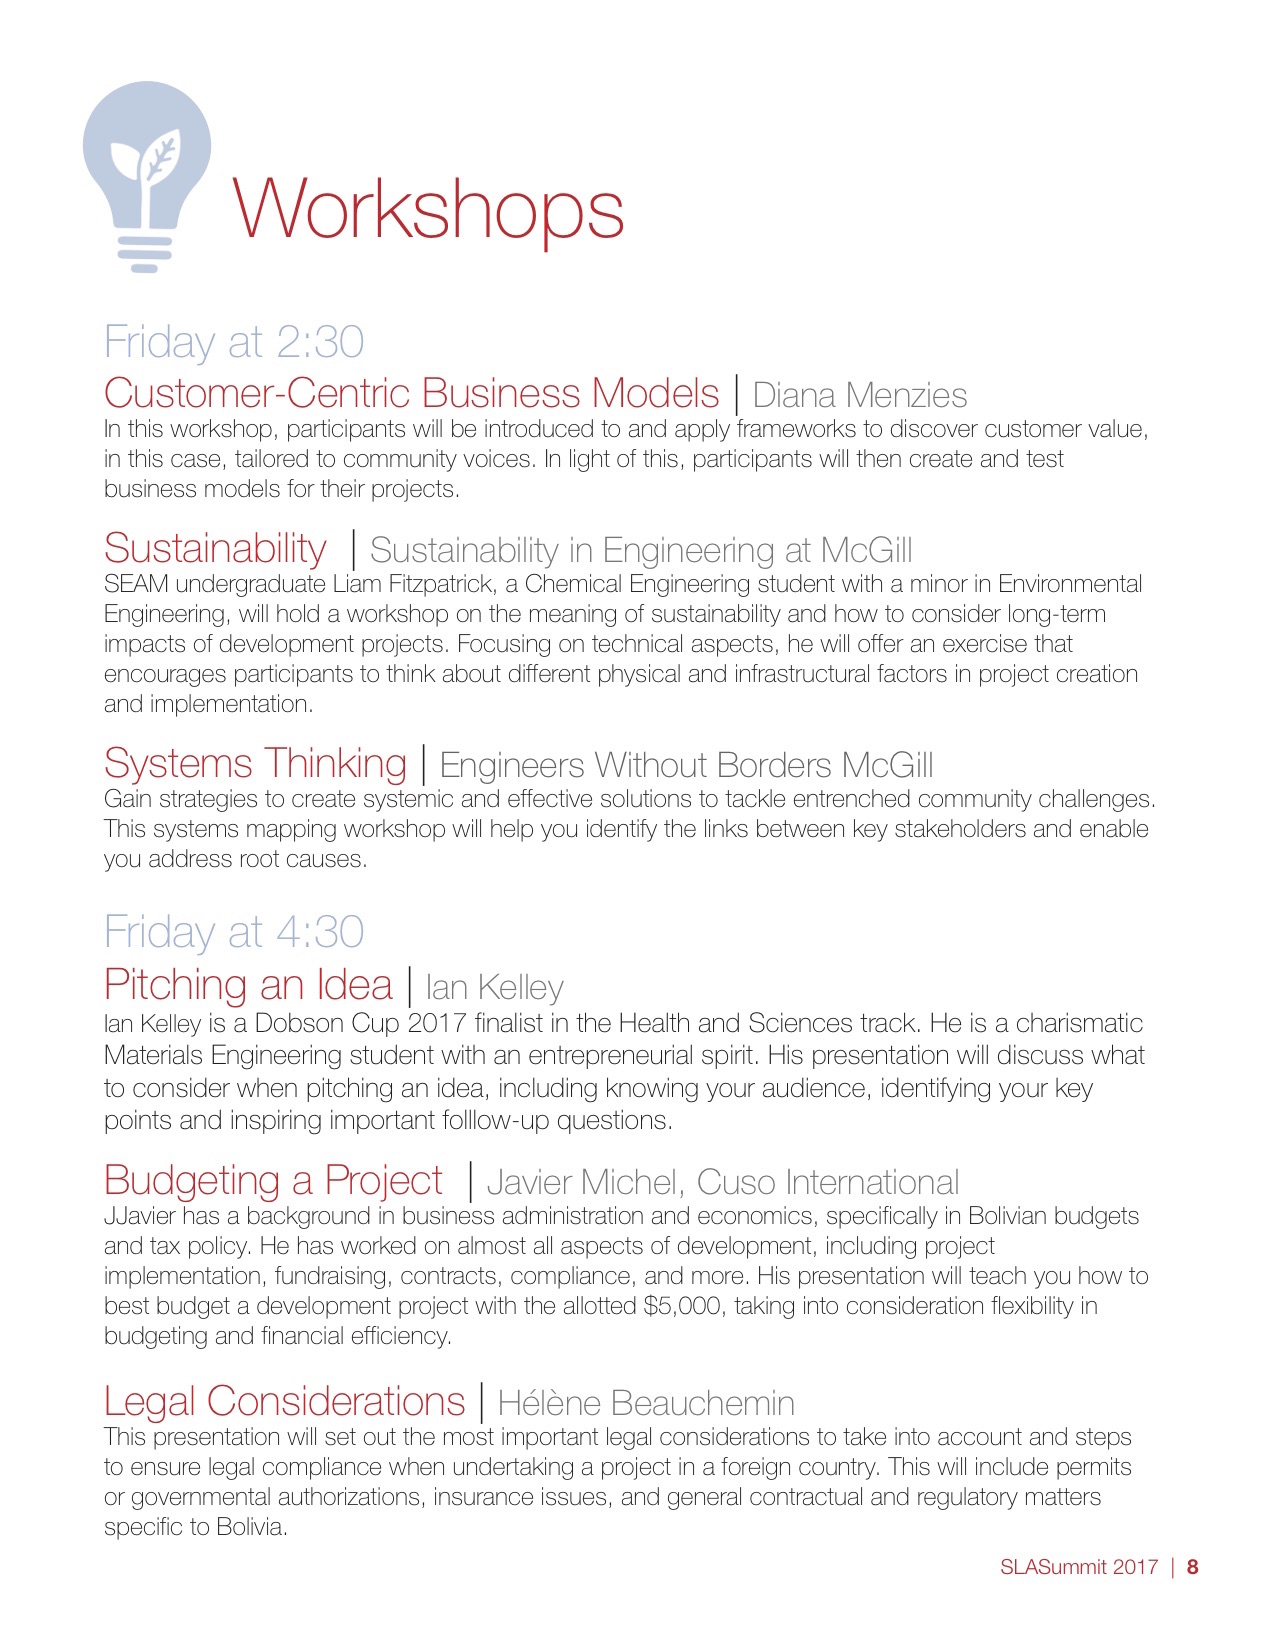 Workshops
Friday at 2:30
Customer-Centric Business Models | Diana Menzies
In this workshop, participants will be introduced to and apply frameworks to discover customer value,
in this case, tailored to community voices. In light of this, participants will then create and test
business models for their projects.
Sustainability | Sustainability in Engineering at McGill
SEAM undergraduate Liam Fitzpatrick, a Chemical Engineering student with a minor in Environmental
Engineering, will hold a workshop on the meaning of sustainability and how to consider long-term
impacts of development projects. Focusing on technical aspects, he will offer an exercise that
encourages participants to think about different physical and infrastructural factors in project creation
and implementation.
Systems Thinking | Engineers Without Borders McGill
Gain strategies to create systemic and effective solutions to tackle entrenched community challenges.
This systems mapping workshop will help you identify the links between key stakeholders and enable
you address root causes.
Friday at 4:30
Pitching an Idea | Ian Kelley
Ian Kelley is a Dobson Cup 2017 finalist in the Health and Sciences track. He is a charismatic
Materials Engineering student with an entrepreneurial spirit. His presentation will discuss what
to consider when pitching an idea, including knowing your audience, identifying your key
points and inspiring important folllow-up questions.
Budgeting a Project | Javier Michel, Cuso International
JJavier has a background in business administration and economics, specifically in Bolivian budgets
and tax policy. He has worked on almost all aspects of development, including project
implementation, fundraising, contracts, compliance, and more. His presentation will teach you how to
best budget a development project with the allotted $5,000, taking into consideration flexibility in
budgeting and financial efficiency.
Legal Considerations | Hélène Beauchemin
This presentation will set out the most important legal considerations to take into account and steps
to ensure legal compliance when undertaking a project in a foreign country. This will include permits
or governmental authorizations, insurance issues, and general contractual and regulatory matters
specific to Bolivia.
SLASummit 2017 | 8